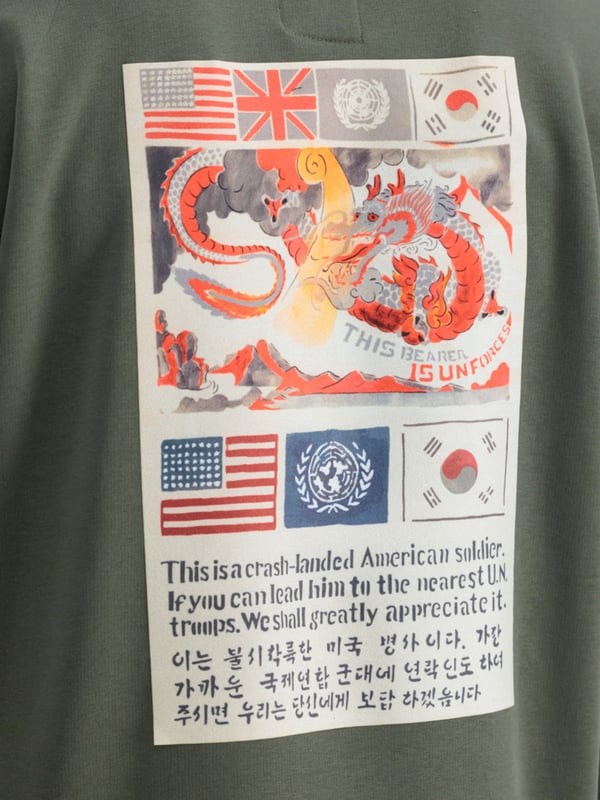 THIS BEARER
IS UN FORCES
This is a crash-landed American soldier.
If you can lead him to the nearest U.N.
troops. We shall greatly appreciate it.
이는 불시착륙한 미국 병사이다. 가장
가까운 국제연합 군대에 연락 인도 하여
주시면 우리는 당신에게 보답 하겠읍니다